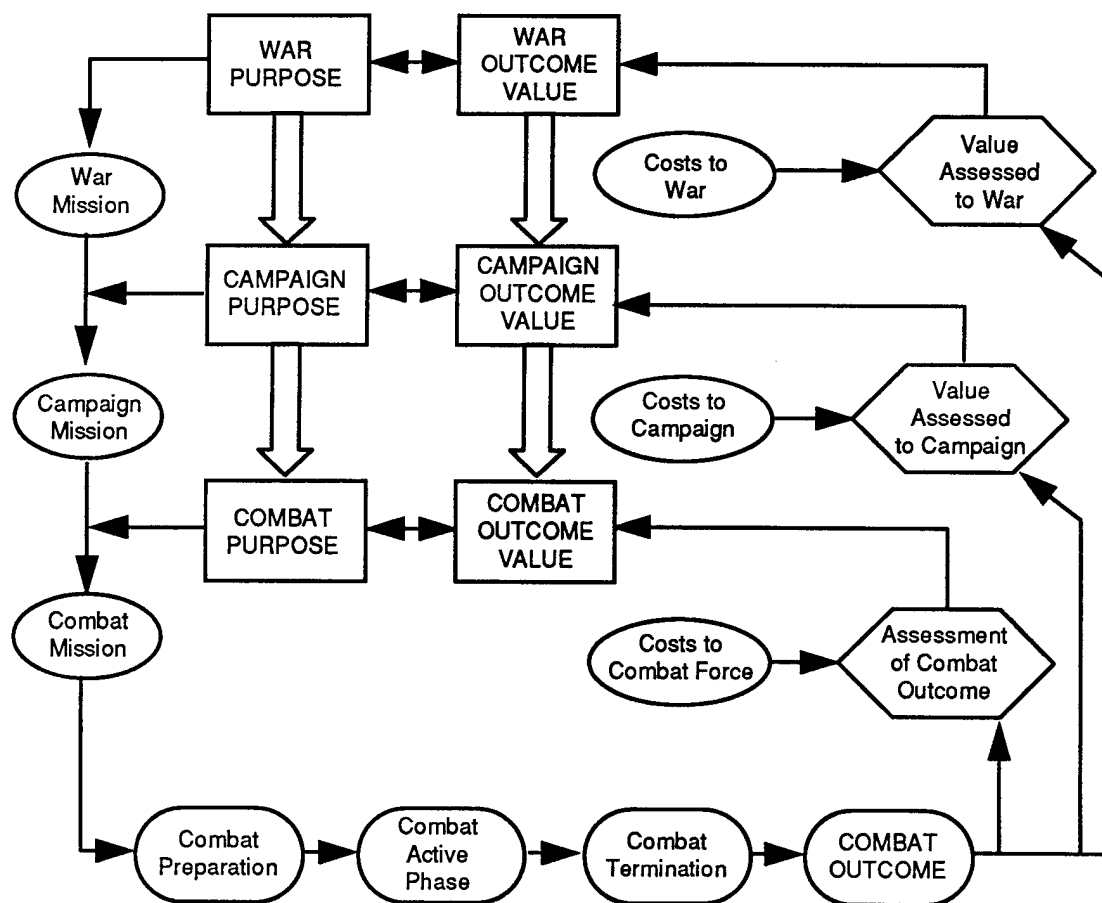 WAR
PURPOSE
WAR
OUTCOME
VALUE
War
Mission
Costs to
War
Value
Assessed
to War
CAMPAIGN
PURPOSE
CAMPAIGN
OUTCOME
VALUE
Campaign
Mission
Costs to
Campaign
Value
Assessed
to Campaign
COMBAT
PURPOSE
COMBAT
OUTCOME
VALUE
Combat
Mission
Costs to
Combat Force
Assessment
of Combat
Outcome
Combat
Preparation
Combat
Active
Phase
Combat
Termination
COMBAT
OUTCOME